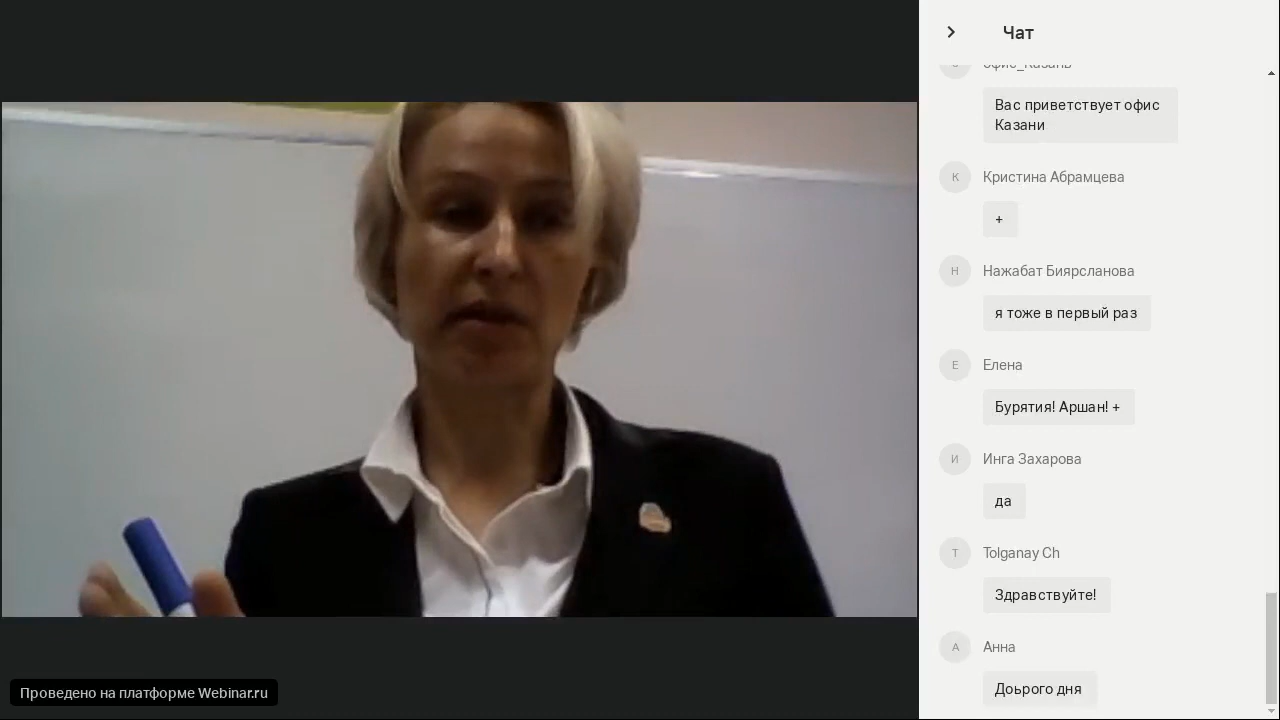 Чат
Офис_Казань
Вас приветствует офис
Казани
К
Кристина Абрамцева
+
Н
Нажабат Биярсланова
я тоже в первый раз
Е
Елена
Бурятия! Аршан! +
И
Инга Захарова
да
T
Tolganay Ch
Здравствуйте!
А
Анна
Доьрого дня
Проведено на платформе Webinar.ru